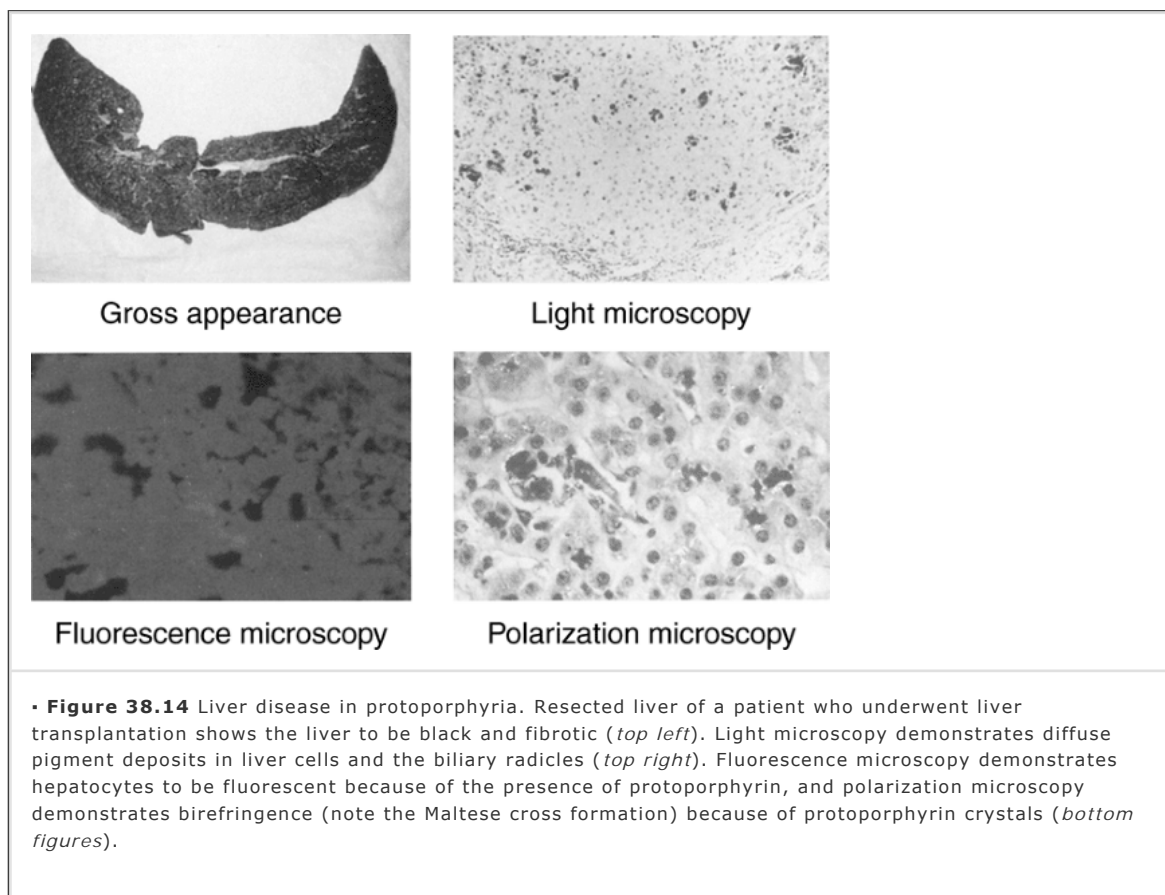 Gross appearance
Light microscopy
Fluorescence microscopy
Polarization microscopy
▪ Figure 38.14 Liver disease in protoporphyria. Resected liver of a patient who underwent liver
transplantation shows the liver to be black and fibrotic (top left). Light microscopy demonstrates diffuse
pigment deposits in liver cells and the biliary radicles (top right). Fluorescence microscopy demonstrates
hepatocytes to be fluorescent because of the presence of protoporphyrin, and polarization microscopy
demonstrates birefringence (note the Maltese cross formation) because of protoporphyrin crystals (bottom
figures).